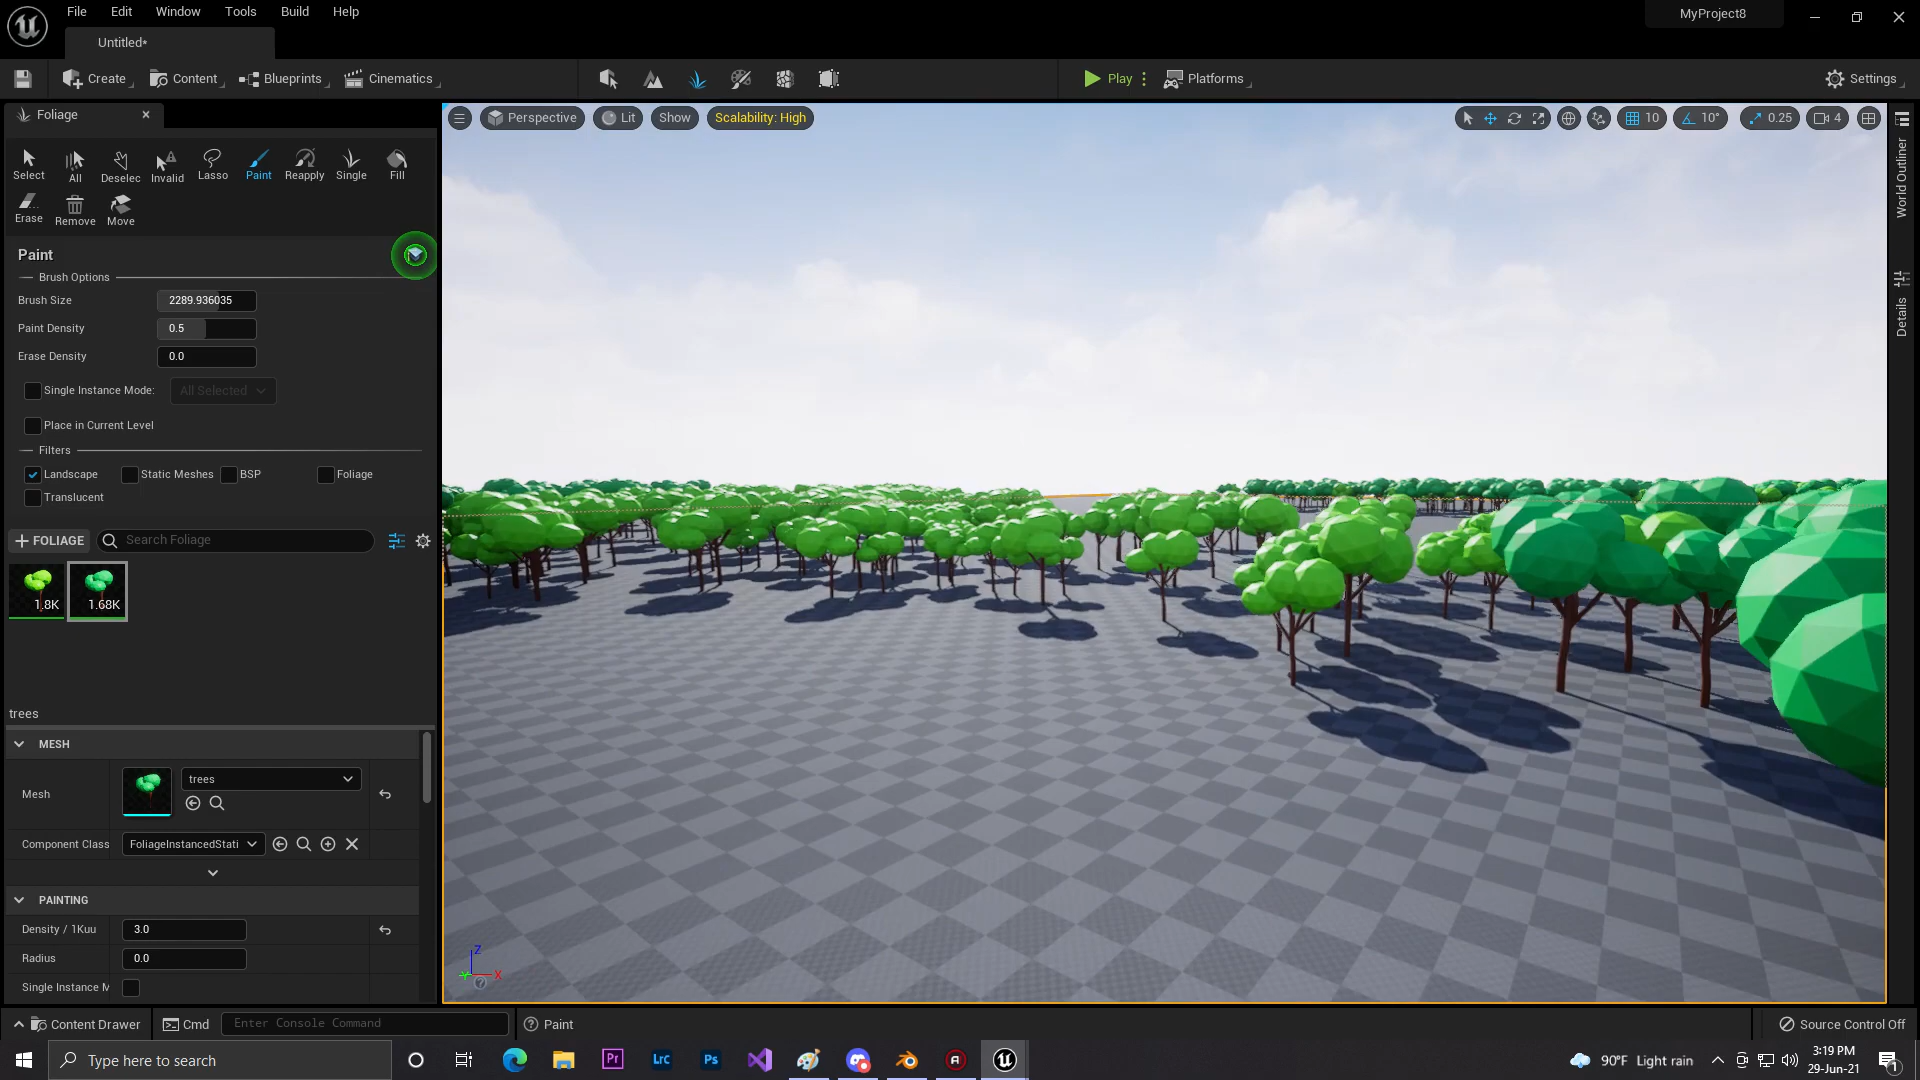 File Edit Window Tools Build Help
MyProject8
Untitled*
Create Content Blueprints Cinematics Play Platforms Settings
Foliage
Perspective Lit Show Scalability: High 10 10° 0.25 4
Select All Deselec Invalid Lasso Paint Reapply Single Fill
Erase Remove Move
World Outliner
Details
Paint
Brush Options
Brush Size 2289.936035
Paint Density 0.5
Erase Density 0.0
Single Instance Mode: All Selected
Place in Current Level
Filters
Landscape Static Meshes BSP Foliage
Translucent
FOLIAGE Search Foliage
1.8K 1.68K
trees
MESH
Mesh trees
Component Class FoliageInstancedStati
PAINTING
Density / 1Kuu 3.0
Radius 0.0
Single Instance M
Z
Y X
Content Drawer Cmd Enter Console Command Paint Source Control Off
Type here to search Pr Lrc Ps 90°F Light rain 3:19 PM
29-Jun-21 1